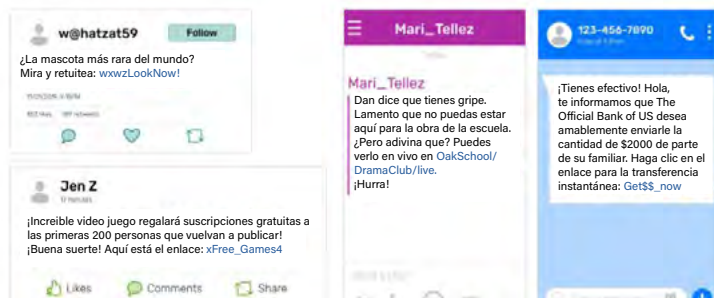 w@hatzat59
Follow
¿La mascota más rara del mundo?
Mira y retuitea: wxwzLookNow!
Jen Z
¡Increible video juego regalará suscripciones gratuitas a
las primeras 200 personas que vuelvan a publicar!
¡Buena suerte! Aquí está el enlace: xFree_Games4
Likes
Comments
Share
Mari_Tellez
Mari_Tellez
Dan dice que tienes gripe.
Lamento que no puedas estar
aquí para la obra de la escuela.
¿Pero adivina que? Puedes
verlo en vivo en OakSchool/
DramaClub/live.
¡Hurra!
123-456-7890
¡Tienes efectivo! Hola,
te informamos que The
Official Bank of US desea
amablemente enviarle la
cantidad de $2000 de parte
de su familiar. Haga clic en el
enlace para la transferencia
instantánea: Get$$_now